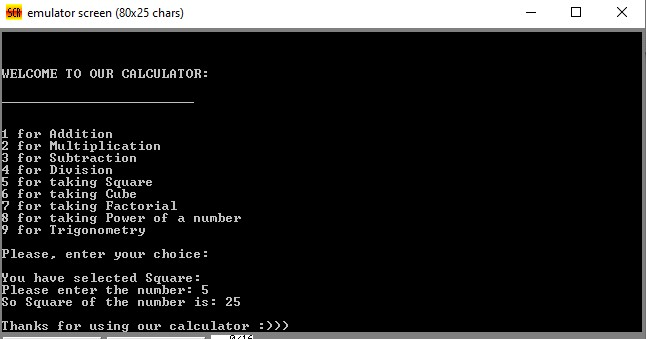 emulator screen (80x25 chars)
WELCOME TO OUR CALCULATOR:
1 for Addition
2 for Multiplication
3 for Subtraction
4 for Division
5 for taking Square
6 for taking Cube
7 for taking Factorial
8 for taking Power of a number
9 for Trigonometry
Please, enter your choice:
You have selected Square:
Please enter the number: 5
So Square of the number is: 25
Thanks for using our calculator :)))